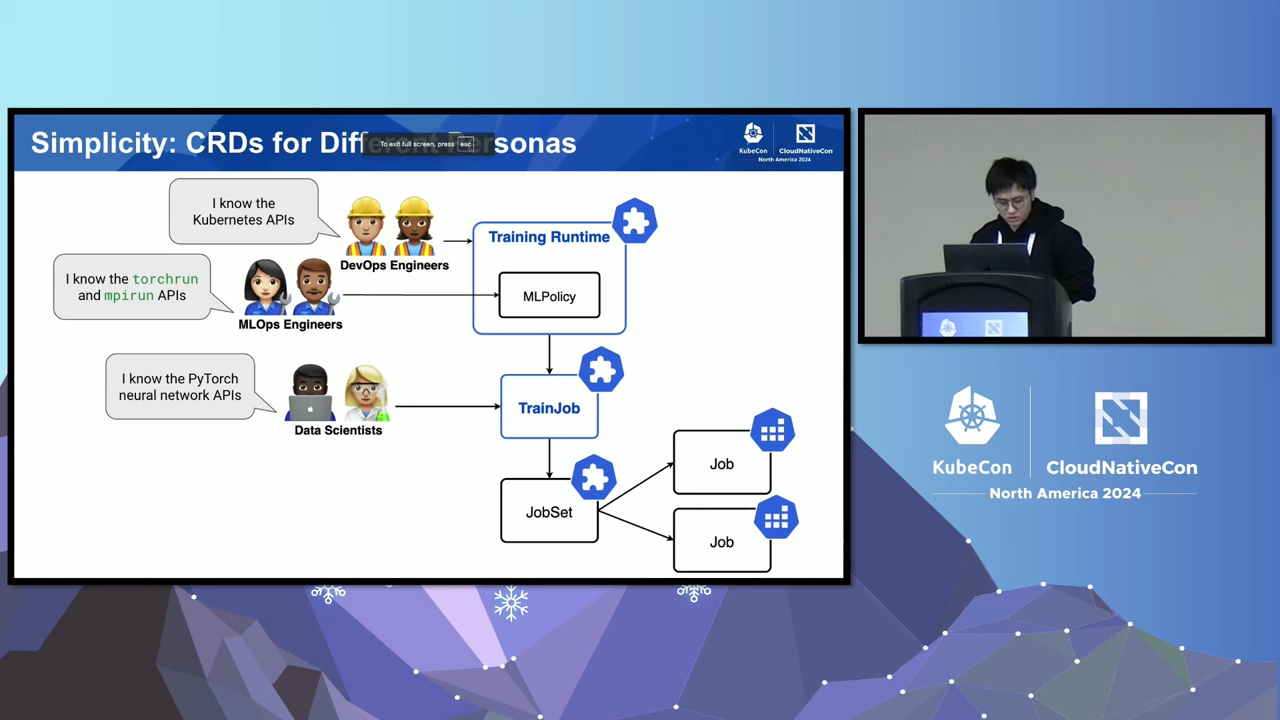 Simplicity: CRDs for Dif sonas
To exit full screen, press esc
KubeCon
CloudNativeCon
North America 2024
I know the
Kubernetes APIs
DevOps Engineers
Training Runtime
MLPolicy
I know the torchrun
and mpirun APIs
MLOps Engineers
I know the PyTorch
neural network APIs
Data Scientists
TrainJob
JobSet
Job
Job
KubeCon
CloudNativeCon
North America 2024